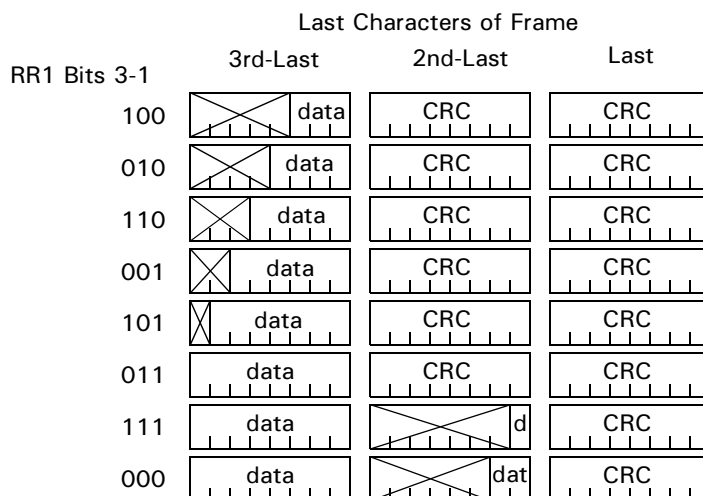 Last Characters of Frame
RR1 Bits 3-1 3rd-Last 2nd-Last Last
100 data CRC CRC
010 data CRC CRC
110 data CRC CRC
001 data CRC CRC
101 data CRC CRC
011 data CRC CRC
111 data d CRC
000 data dat CRC